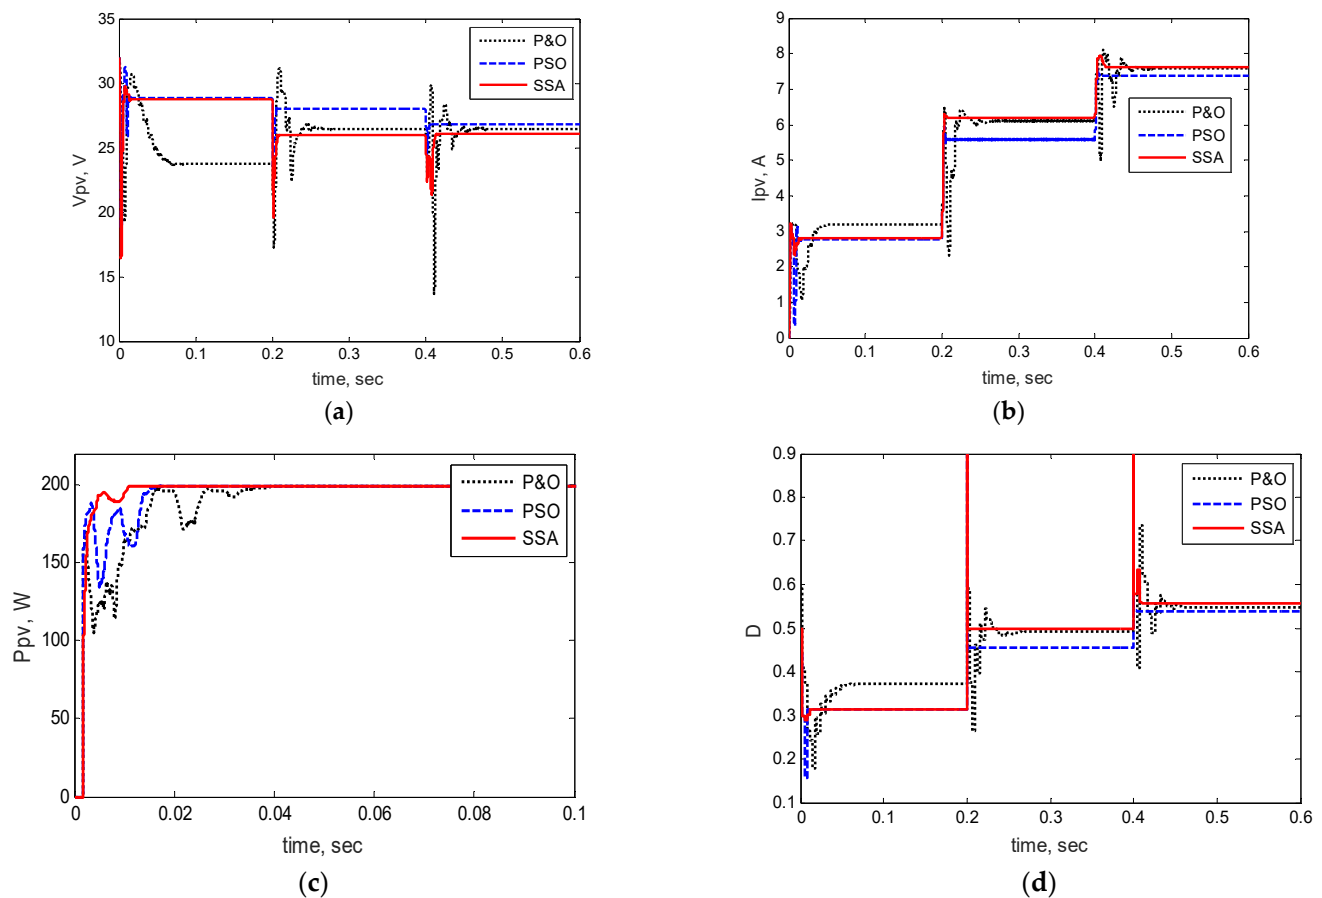 35
30
25
20
15
10
Vpv, V
P&O
PSO
SSA
0 0.1 0.2 0.3 0.4 0.5 0.6
time, sec
(a)
9
8
7
6
5
4
3
2
1
0
Ipv, A
P&O
PSO
SSA
0 0.1 0.2 0.3 0.4 0.5 0.6
time, sec
(b)
200
150
100
50
0
Ppv, W
P&O
PSO
SSA
0 0.02 0.04 0.06 0.08 0.1
time, sec
(c)
0.9
0.8
0.7
0.6
0.5
0.4
0.3
0.2
0.1
D
P&O
PSO
SSA
0 0.1 0.2 0.3 0.4 0.5 0.6
time, sec
(d)